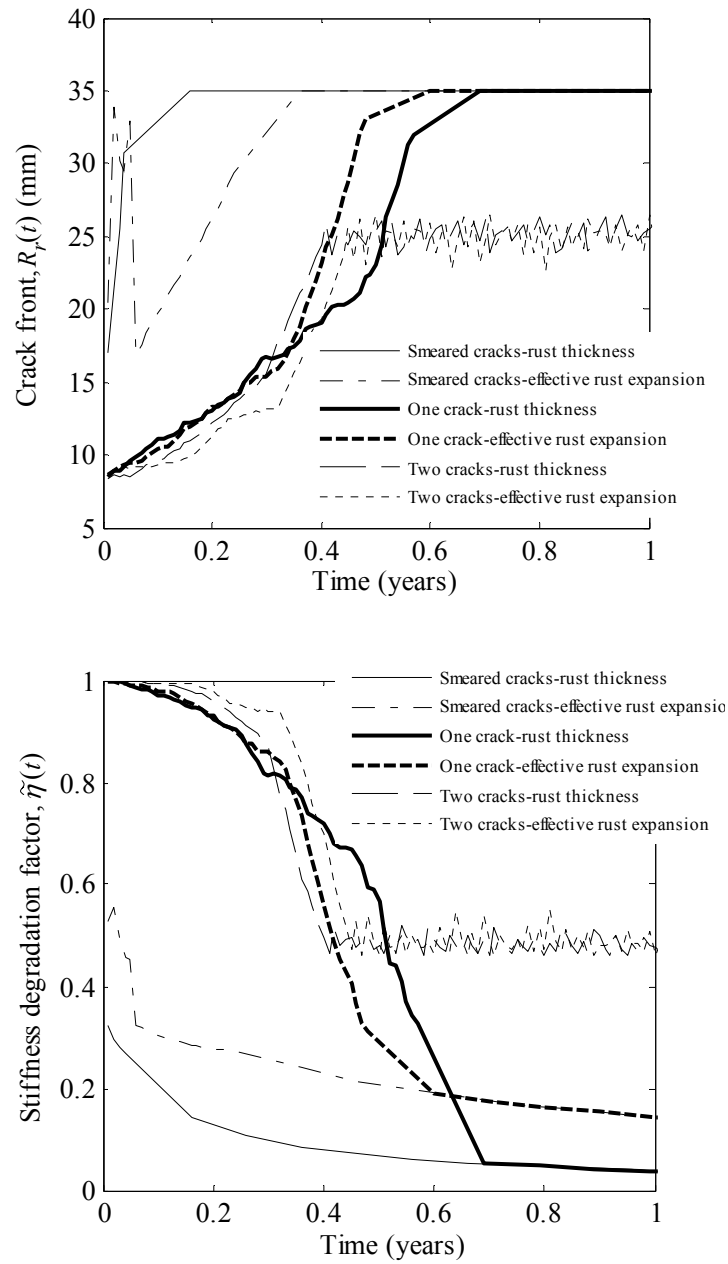 40
35
30
25
20
15
10
5
Crack front, R_r(t) (mm)
Smeared cracks-rust thickness
Smeared cracks-effective rust expansion
One crack-rust thickness
One crack-effective rust expansion
Two cracks-rust thickness
Two cracks-effective rust expansion
0 0.2 0.4 0.6 0.8 1
Time (years)
Smeared cracks-rust thickness
Smeared cracks-effective rust expansio
One crack-rust thickness
One crack-effective rust expansion
Two cracks-rust thickness
Two cracks-effective rust expansion
1
0.8
0.6
0.4
0.2
0
Stiffness degradation factor, η̃(t)
0 0.2 0.4 0.6 0.8 1
Time (years)